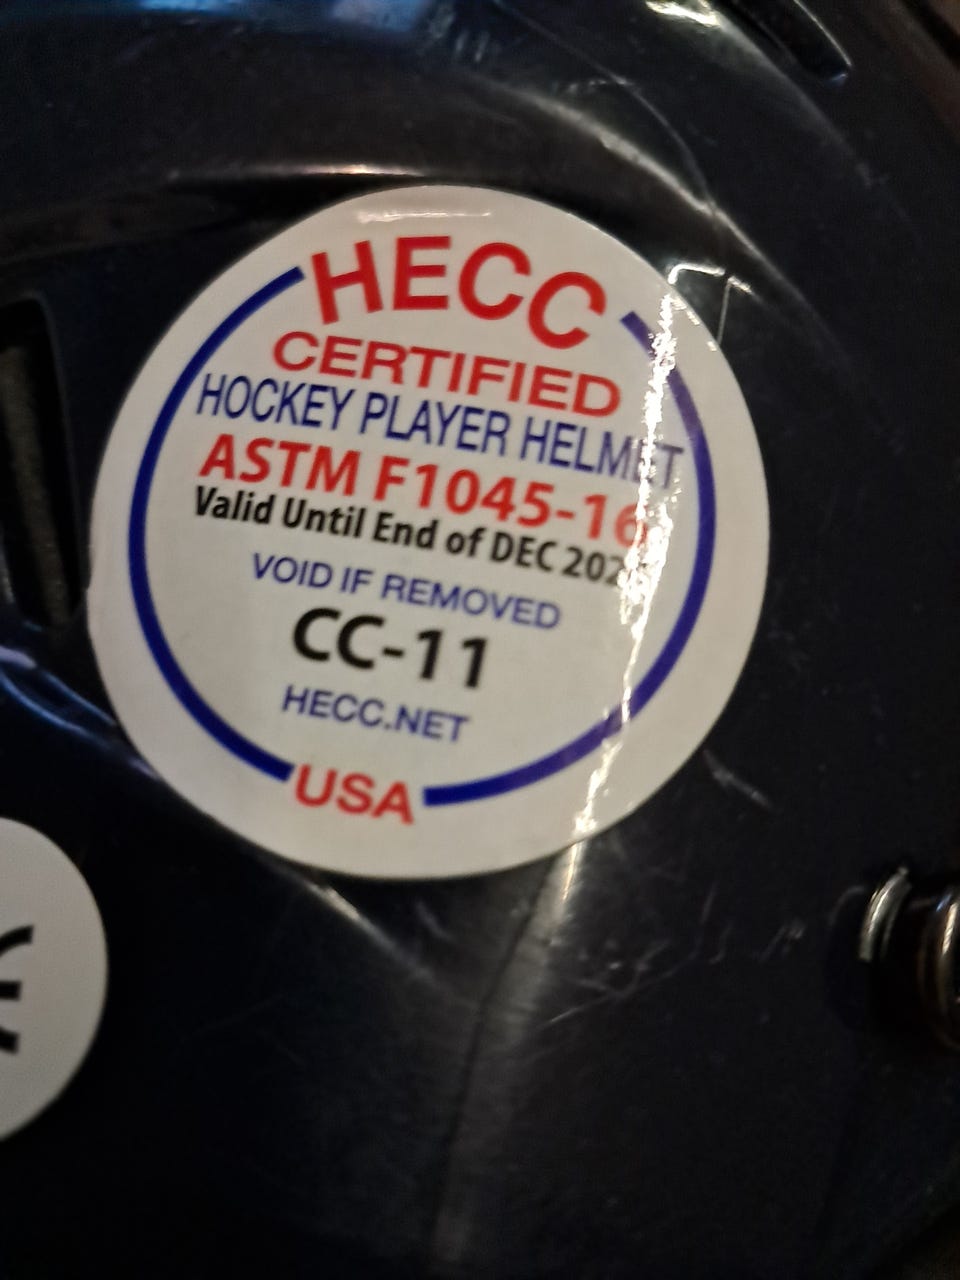 HECC
CERTIFIED
HOCKEY PLAYER HELMET
ASTM F1045-16
Valid Until End of DEC
VOID IF REMOVED
CC-11
HECC.NET
USA